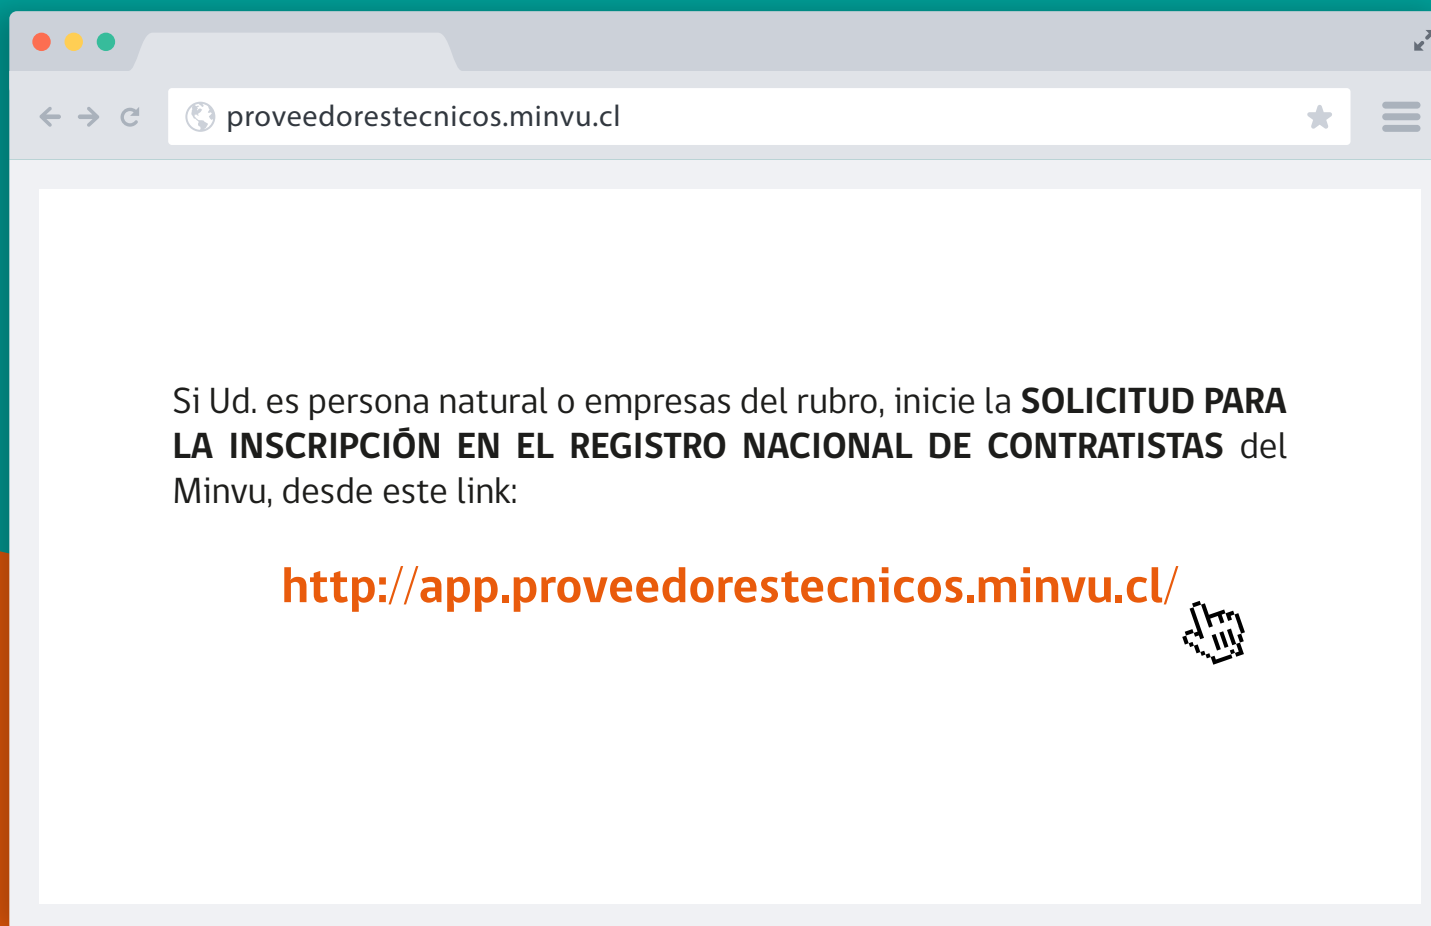 proveedorestecnicos.minvu.cl
Si Ud. es persona natural o empresas del rubro, inicie la SOLICITUD PARA
LA INSCRIPCIÓN EN EL REGISTRO NACIONAL DE CONTRATISTAS del
Minvu, desde este link:
http://app.proveedorestecnicos.minvu.cl/